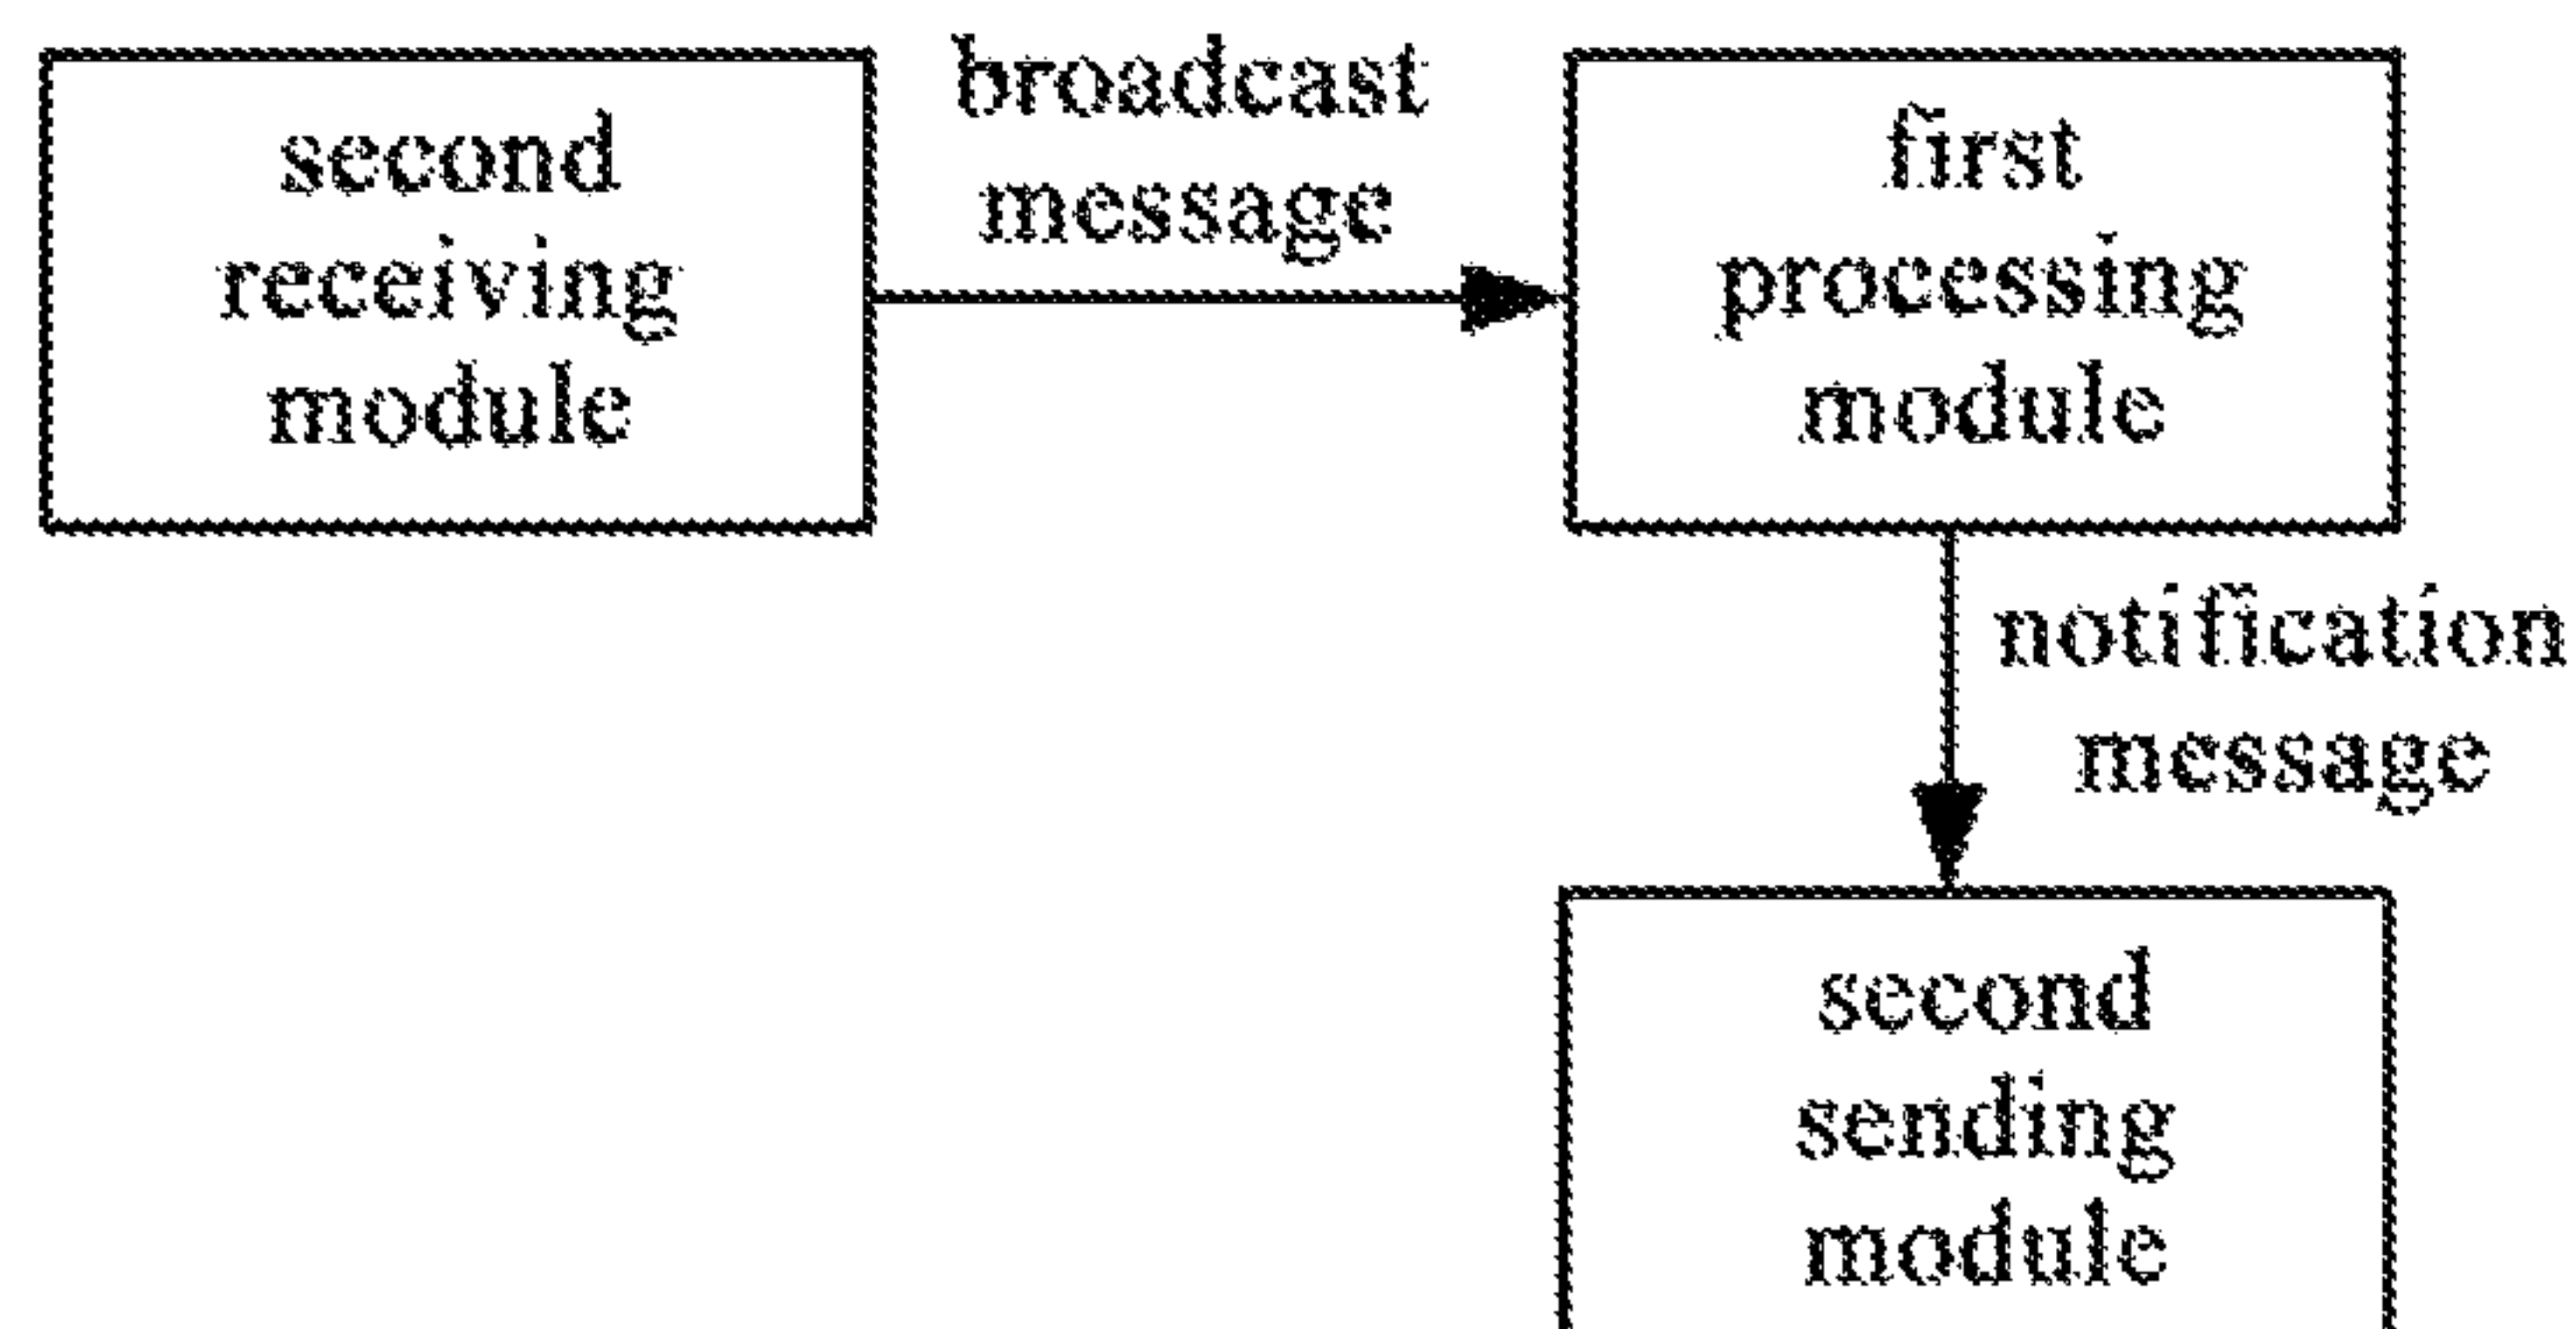 second
receiving
module
broadcast
message
first
processing
module
notification
message
second
sending
module